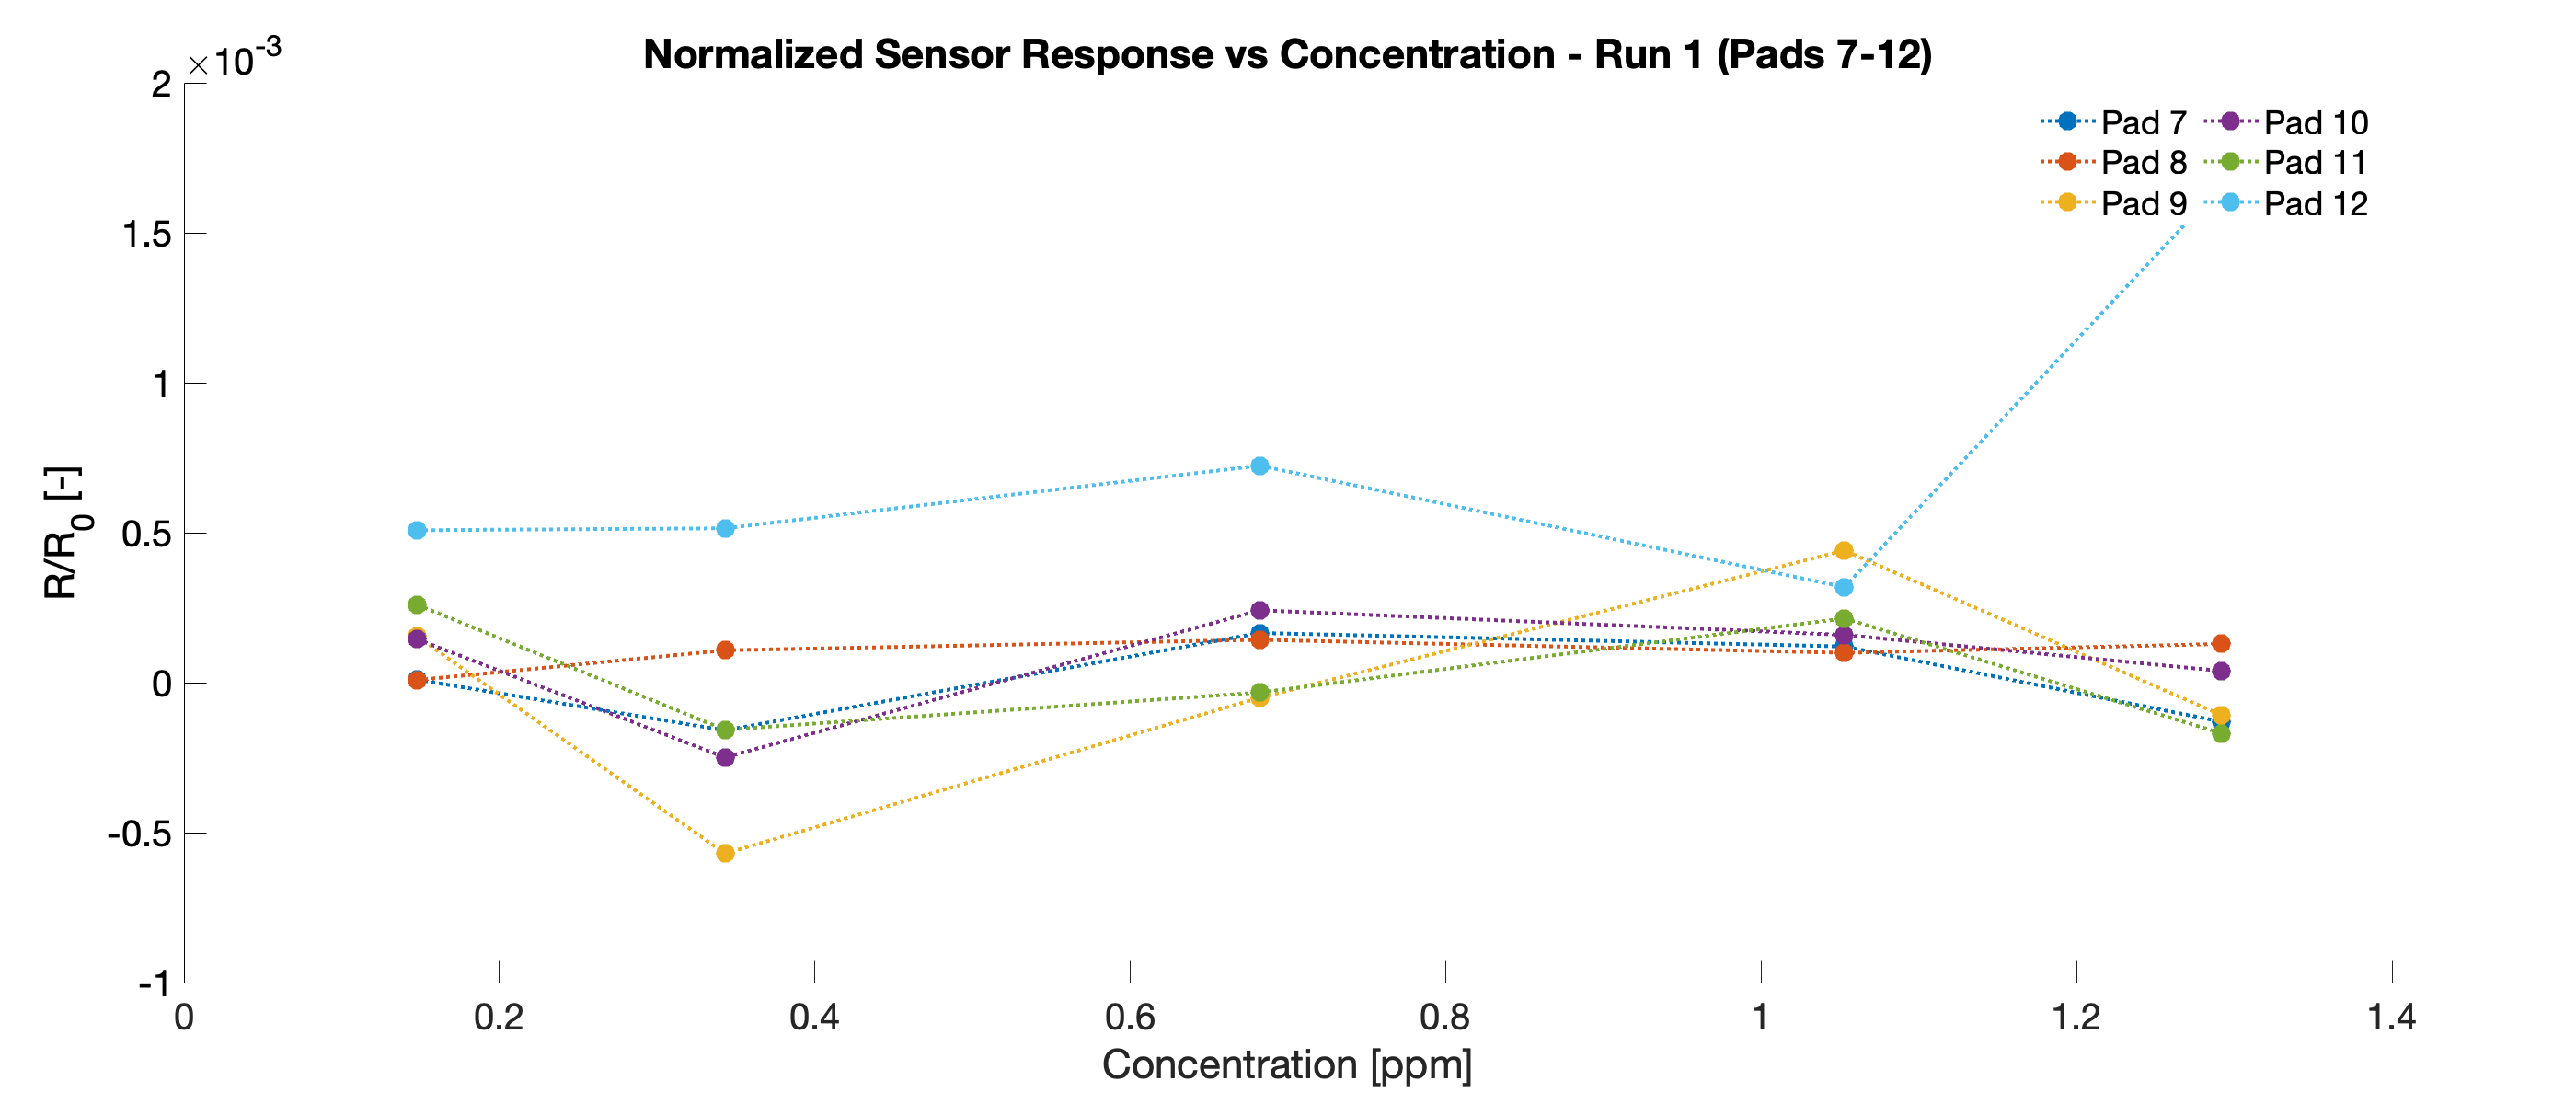 Normalized Sensor Response vs Concentration - Run 1 (Pads 7-12)
×10-3
2
1.5
1
0.5
0
-0.5
-1
R/R0 [-]
Pad 7 Pad 10
Pad 8 Pad 11
Pad 9 Pad 12
0 0.2 0.4 0.6 0.8 1 1.2 1.4
Concentration [ppm]